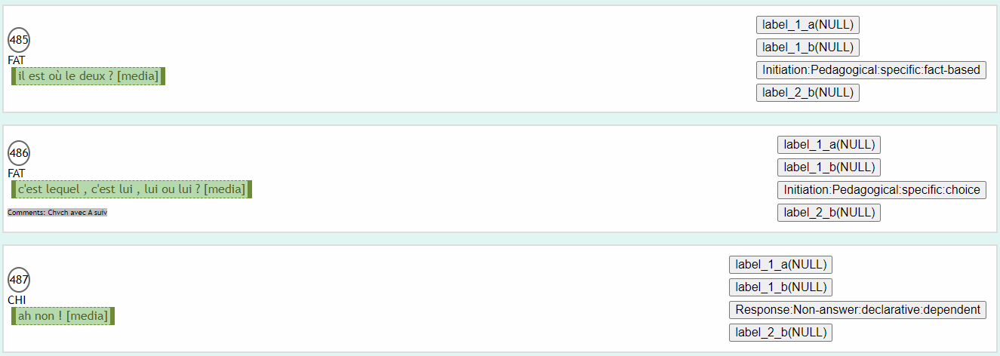 485
FAT
il est où le deux ? [media]
label_1_a(NULL)
label_1_b(NULL)
Initiation:Pedagogical:specific:fact-based
label_2_b(NULL)
486
FAT
c'est lequel , c'est lui , lui ou lui ? [media]
Comments: Chvch avec A suiv
label_1_a(NULL)
label_1_b(NULL)
Initiation:Pedagogical:specific:choice
label_2_b(NULL)
487
CHI
ah non ! [media]
label_1_a(NULL)
label_1_b(NULL)
Response:Non-answer:declarative:dependent
label_2_b(NULL)